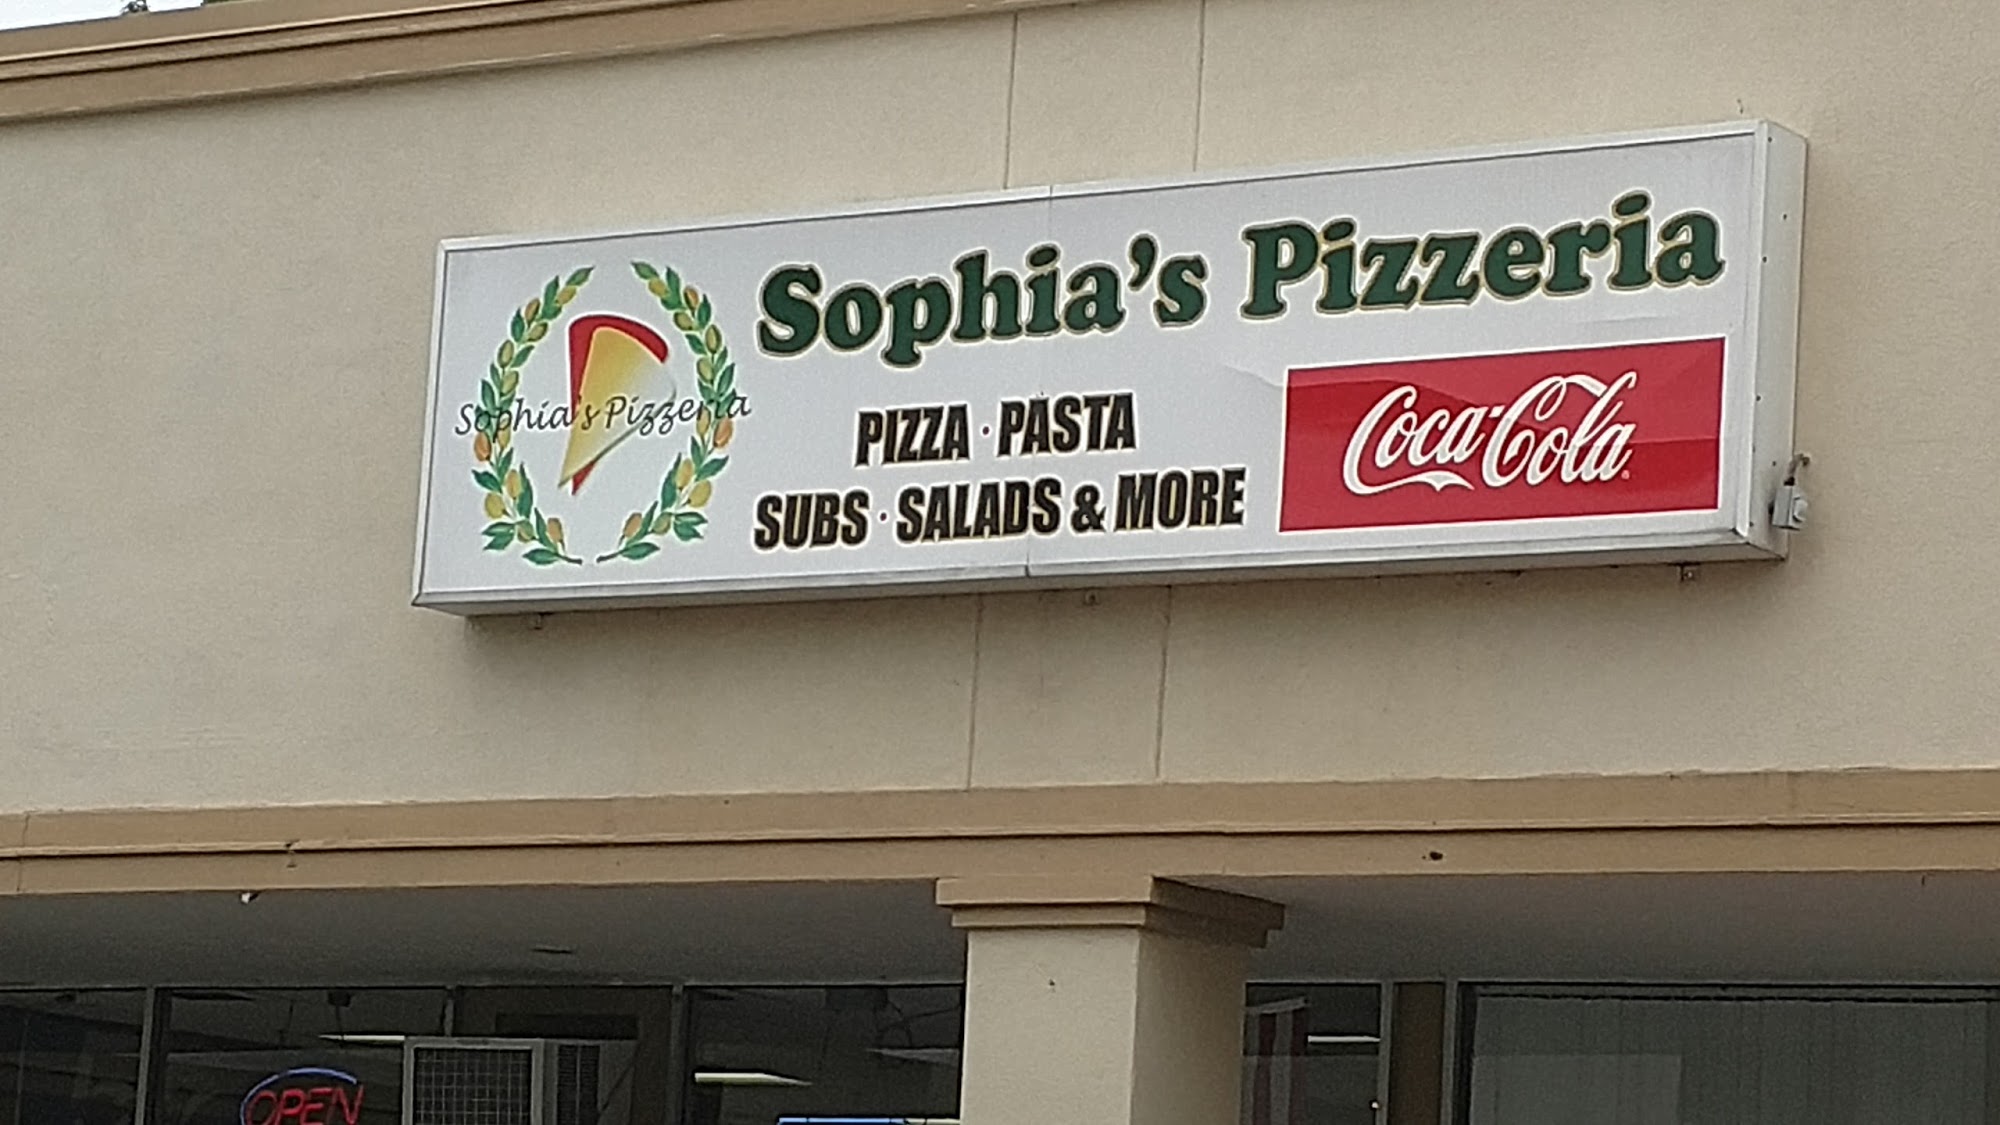 Sophia's Pizzeria
Sophia's Pizzeria
PIZZA · PASTA
SUBS · SALADS & MORE
Coca-Cola
OPEN